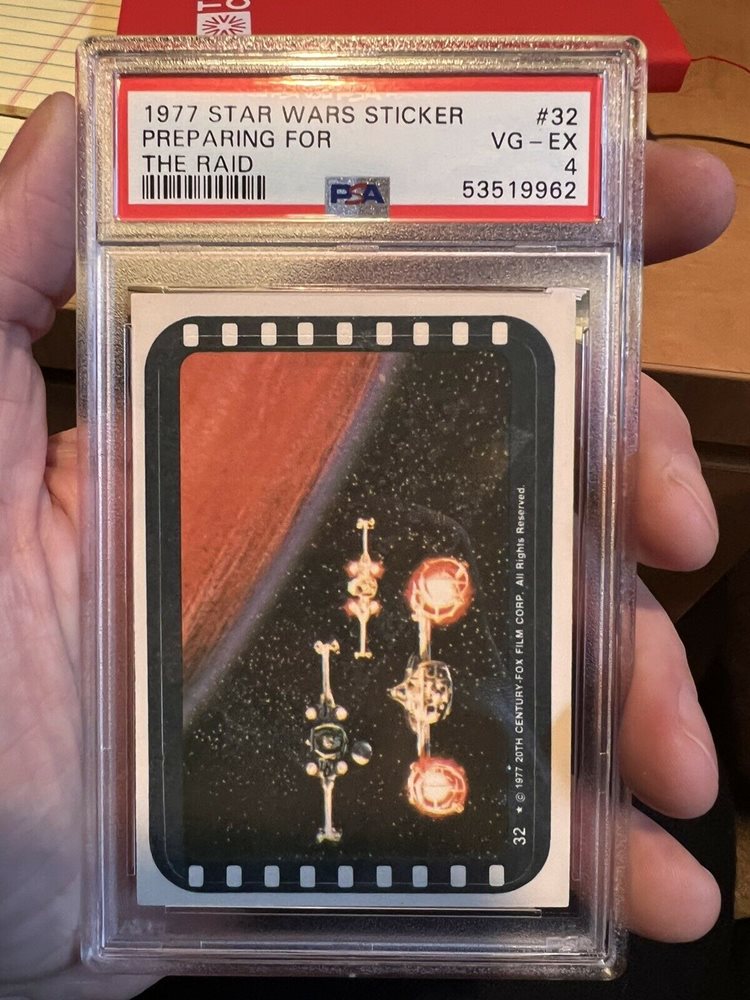 1977 STAR WARS STICKER #32
PREPARING FOR VG-EX
THE RAID 4
PSA 53519962
32 ★ © 1977 20TH CENTURY-FOX FILM CORP. All Rights Reserved.